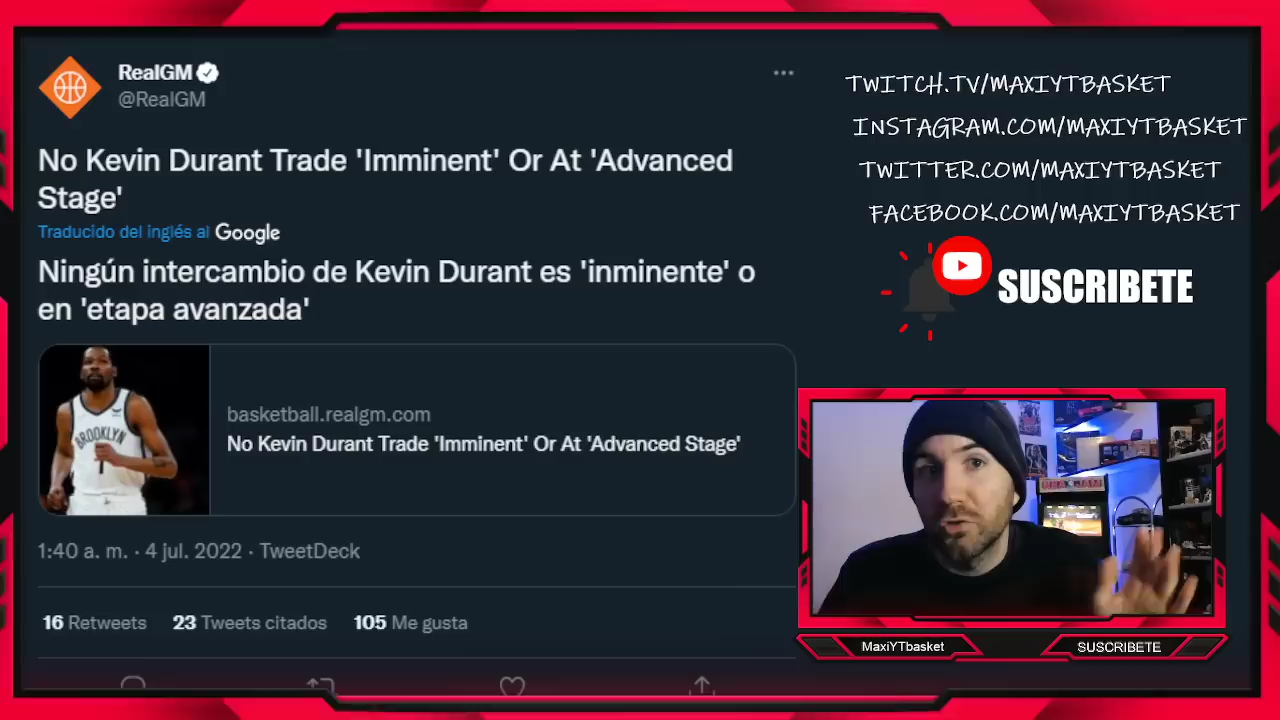 RealGM
@RealGM
No Kevin Durant Trade 'Imminent' Or At 'Advanced
Stage'
Traducido del inglés al Google
Ningún intercambio de Kevin Durant es 'inminente' o
en 'etapa avanzada'
BROOKLYN
basketball.realgm.com
No Kevin Durant Trade 'Imminent' Or At 'Advanced Stage'
1:40 a. m. · 4 jul. 2022 · TweetDeck
16 Retweets 23 Tweets citados 105 Me gusta
TWITCH.TV/MAXIYTBASKET
INSTAGRAM.COM/MAXIYTBASKET
TWITTER.COM/MAXIYTBASKET
FACEBOOK.COM/MAXIYTBASKET
SUSCRIBETE
NBA JAM
MaxiYTbasket
SUSCRIBETE